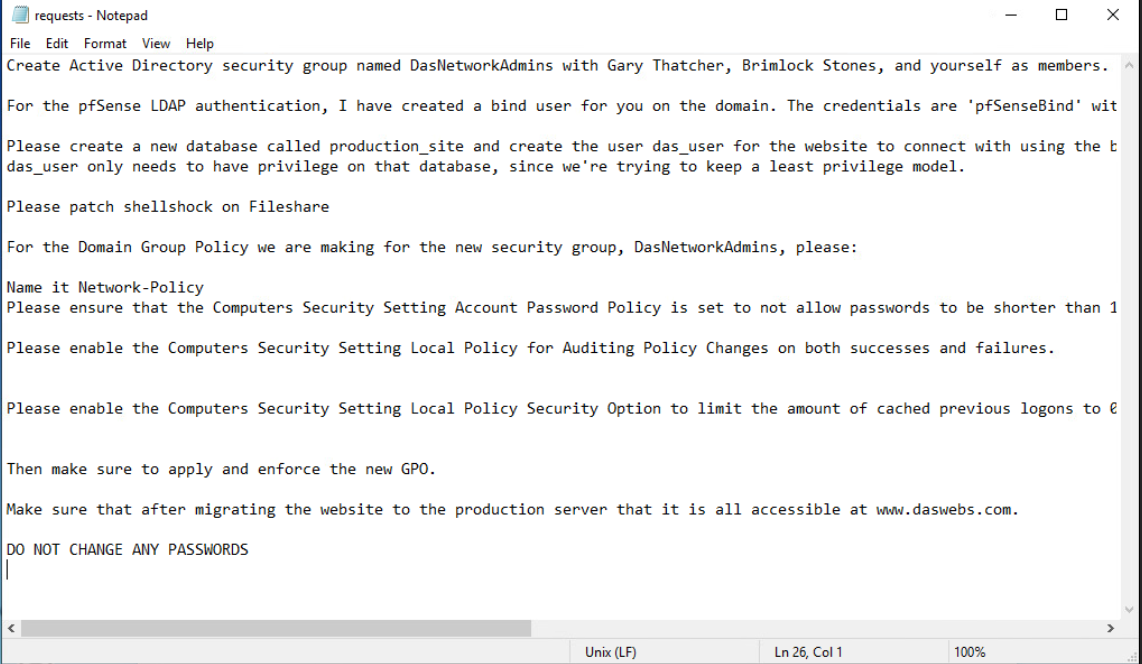 requests - Notepad
File Edit Format View Help
Create Active Directory security group named DasNetworkAdmins with Gary Thatcher, Brimlock Stones, and yourself as members.
For the pfSense LDAP authentication, I have created a bind user for you on the domain. The credentials are 'pfSenseBind' wit
Please create a new database called production_site and create the user das_user for the website to connect with using the b
das_user only needs to have privilege on that database, since we're trying to keep a least privilege model.
Please patch shellshock on Fileshare
For the Domain Group Policy we are making for the new security group, DasNetworkAdmins, please:
Name it Network-Policy
Please ensure that the Computers Security Setting Account Password Policy is set to not allow passwords to be shorter than 1
Please enable the Computers Security Setting Local Policy for Auditing Policy Changes on both successes and failures.
Please enable the Computers Security Setting Local Policy Security Option to limit the amount of cached previous logons to 0
Then make sure to apply and enforce the new GPO.
Make sure that after migrating the website to the production server that it is all accessible at www.daswebs.com.
DO NOT CHANGE ANY PASSWORDS
Unix (LF) Ln 26, Col 1 100%